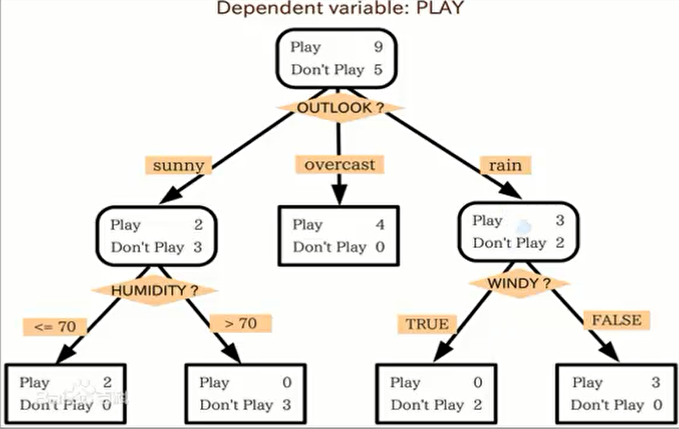 Dependent variable: PLAY
Play 9
Don't Play 5
OUTLOOK ?
sunny
overcast
rain
Play 2
Don't Play 3
Play 4
Don't Play 0
Play 3
Don't Play 2
HUMIDITY ?
WINDY ?
<= 70
> 70
TRUE
FALSE
Play 2
Don't Play 0
Play 0
Don't Play 3
Play 0
Don't Play 2
Play 3
Don't Play 0